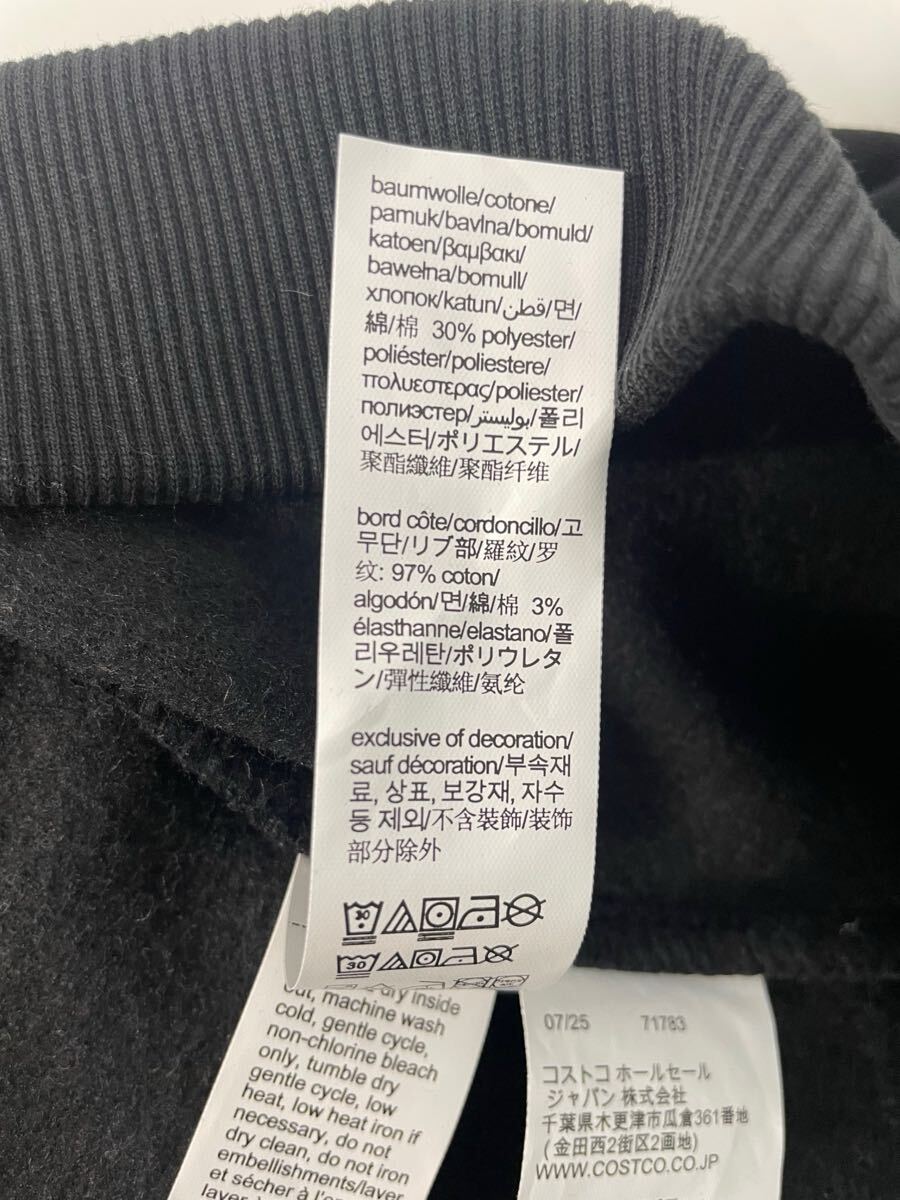 baumwolle/cotone/
pamuk/bavlna/bomuld/
katoen/βαμβακι/
bawełna/bomull/
хлопок/katun/قطن/면/
綿/棉 30% polyester/
poliéster/poliestere/
πολυεστερας/poliester/
полиэстер/بوليستر/폴리
에스터/ポリエステル/
聚酯纖維/聚酯纤维
bord côte/cordoncillo/고
무단/リブ部/羅紋/罗
纹: 97% coton/
algodón/면/綿/棉 3%
élasthanne/elastano/폴
리우레탄/ポリウレタ
ン/彈性纖維/氨纶
exclusive of decoration/
sauf décoration/부속재
료, 상표, 보강재, 자수
등 제외/不含裝飾/装饰
部分除外
30
30
dry inside
out, machine wash
cold, gentle cycle,
non-chlorine bleach
only, tumble dry
gentle cycle, low
heat, low heat iron if
necessary, do not
dry clean, do not iron
embellishments/laver
et sécher à l'en
laver
07/25 71783
コストコ ホールセール
ジャパン 株式会社
千葉県木更津市瓜倉361番地
(金田西2街区2画地)
WWW.COSTCO.CO.JP